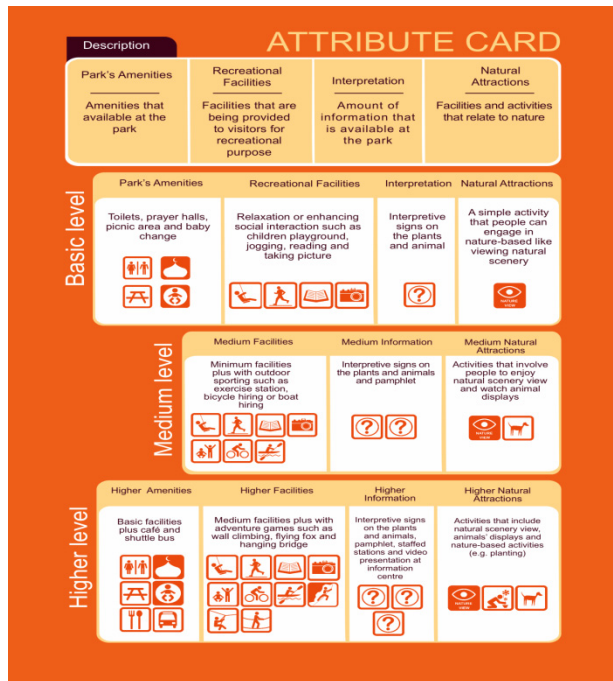 Description
ATTRIBUTE CARD
Park's Amenities
Amenities that
available at the
park
Recreational
Facilities
Facilities that are
being provided
to visitors for
recreational
purpose
Interpretation
Amount of
information that
is available at
the park
Natural
Attractions
Facilities and activities
that relate to nature
Basic level
Park's Amenities
Toilets, prayer halls,
picnic area and baby
change
Recreational Facilities
Relaxation or enhancing
social interaction such as
children playground,
jogging, reading and
taking picture
Interpretation
Interpretive
signs on
the plants
and animal
Natural Attractions
A simple activity
that people can
engage in
nature-based like
viewing natural
scenery
NATURE
VIEW
Medium level
Medium Facilities
Minimum facilities
plus with outdoor
sporting such as
exercise station,
bicycle hiring or boat
hiring
Medium Information
Interpretive signs on
the plants and animals
and pamphlet
Medium Natural
Attractions
Activities that involve
people to enjoy
natural scenery view
and watch animal
displays
NATURE
VIEW
Higher level
Higher Amenities
Basic facilities
plus café and
shuttle bus
Higher Facilities
Medium facilities plus with
adventure games such as
wall climbing, flying fox and
hanging bridge
Higher
Information
Interpretive signs
on the plants
and animals,
pamphlet, staffed
stations and video
presentation at
information
centre
Higher Natural
Attractions
Activities that include
natural scenery view,
animals' displays and
nature-based activities
(e.g. planting)
NATURE
VIEW